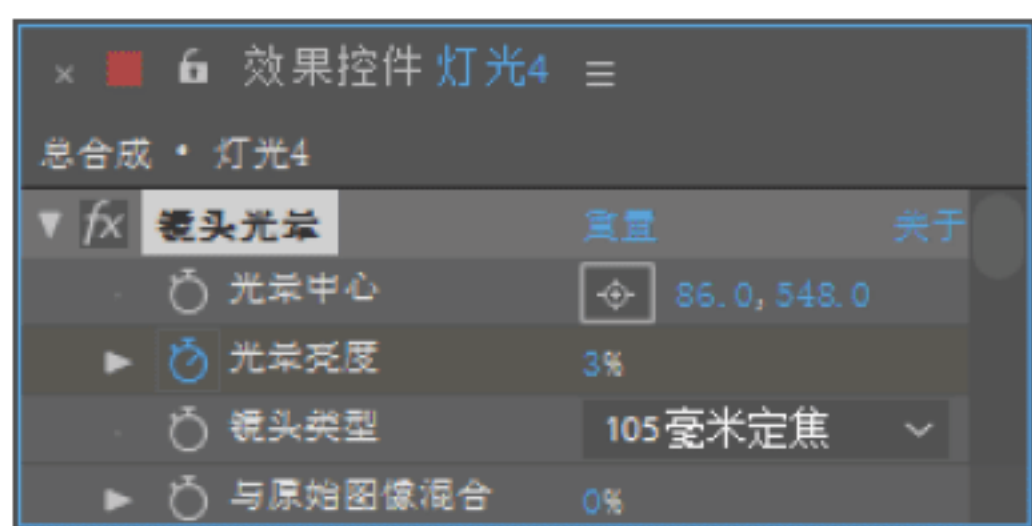 效果控件 灯光4
总合成 • 灯光4
fx 镜头光晕 重置 关于
光晕中心 86.0,548.0
光晕亮度 3%
镜头类型 105毫米定焦
与原始图像混合 0%